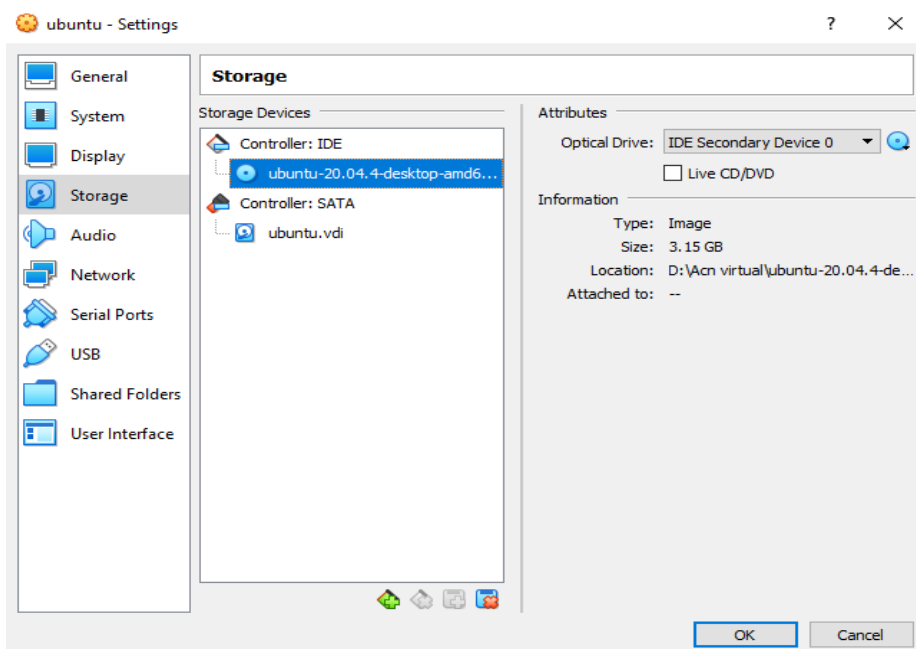 ubuntu - Settings
?
General
System
Display
Storage
Audio
Network
Serial Ports
USB
Shared Folders
User Interface
Storage
Storage Devices
Controller: IDE
ubuntu-20.04.4-desktop-amd6...
Controller: SATA
ubuntu.vdi
Attributes
Optical Drive: IDE Secondary Device 0
Live CD/DVD
Information
Type: Image
Size: 3.15 GB
Location: D:\Acn virtual\ubuntu-20.04.4-de...
Attached to: --
OK
Cancel